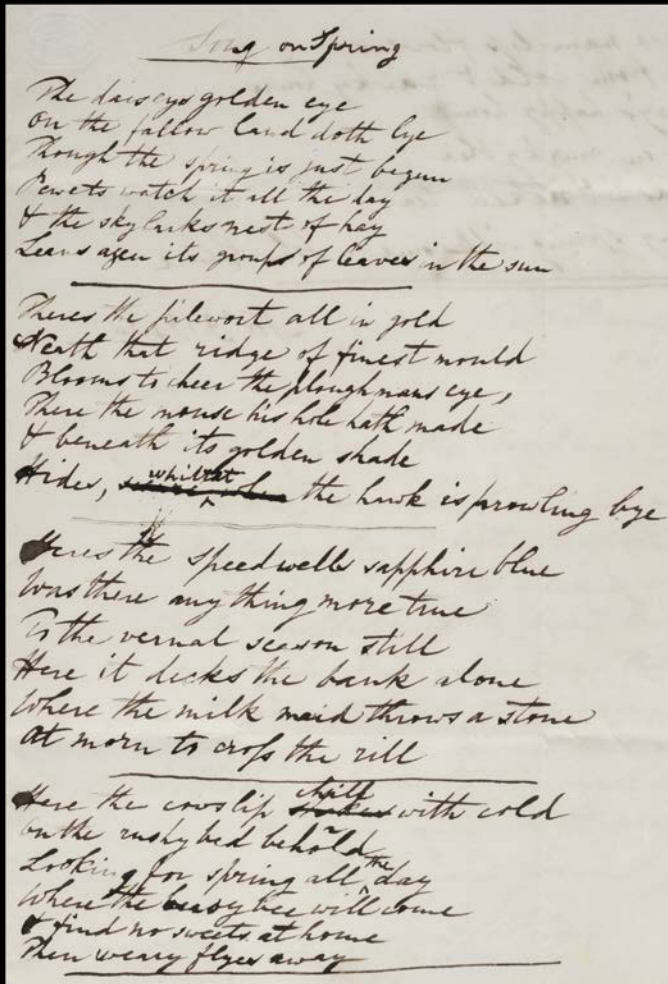 Song on Spring
The daiseys golden eye
On the fallow land doth lye
Though the spring is just begun
Pewets watch it all the day
& the skylarks nest of hay
Leans agen its groups of leaves in the sun
Theres the pilewort all in gold
Neath that ridge of finest mould
Blooms to cheer the ploughmans eye,
There the mouse his hole hath made
& beneath its golden shade
Hides, whilst the hawk is prowling bye
Heres the speedwells sapphire blue
Was there any thing more true
To the vernal season still
Here it decks the bank alone
Where the milk maid throws a stone
At morn to cross the rill
Here the cowslip chill with cold
On the rushy bed behold
Looking for spring all the day
Where the busy bee will come
& find no sweets at home
Then weary flyes away